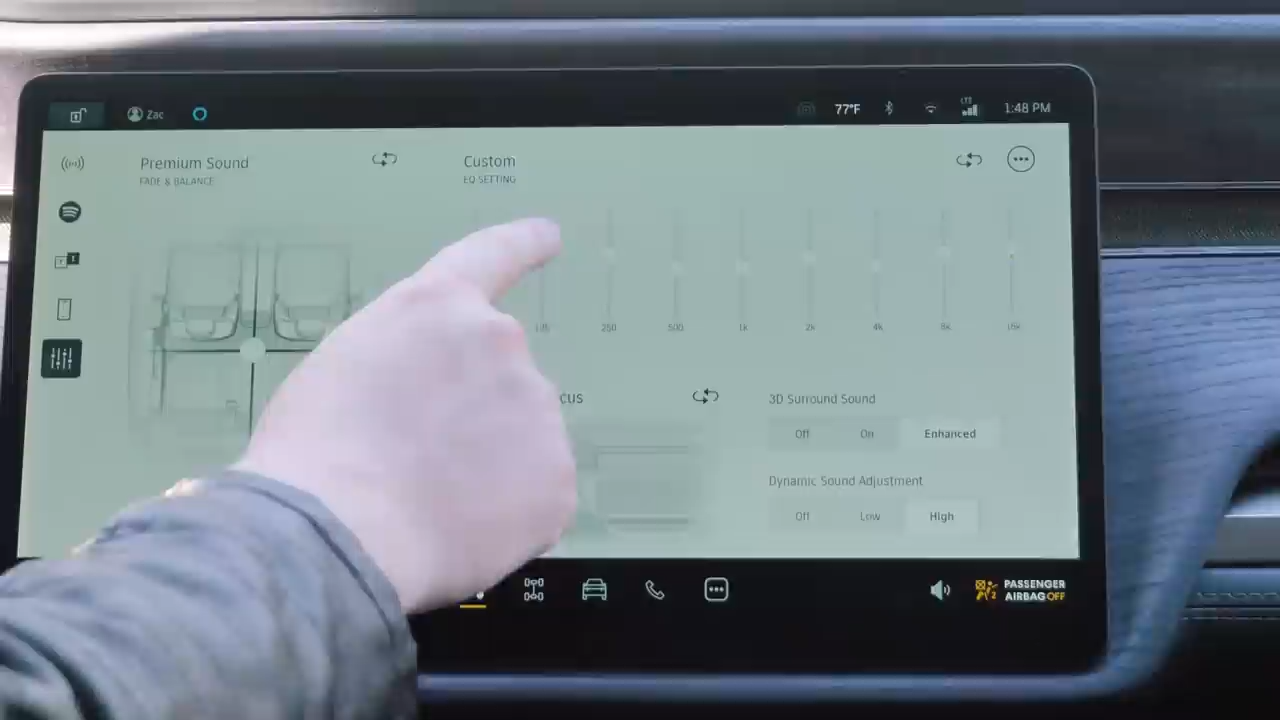 Zac
77°F
LTE
1:48 PM
Premium Sound
FADE & BALANCE
Custom
EQ SETTING
125
250
500
1k
2k
4k
8k
16k
cus
3D Surround Sound
Off
On
Enhanced
Dynamic Sound Adjustment
Off
Low
High
PASSENGER
AIRBAG OFF